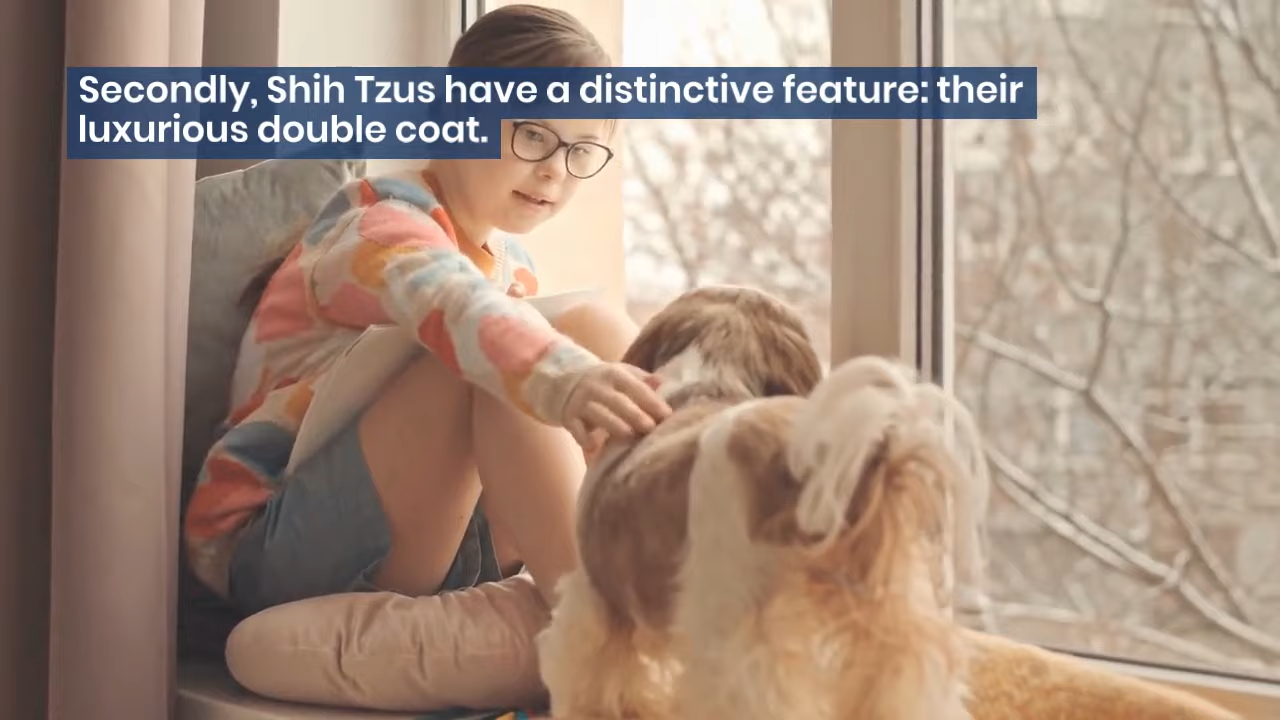 Secondly, Shih Tzus have a distinctive feature: their
luxurious double coat.